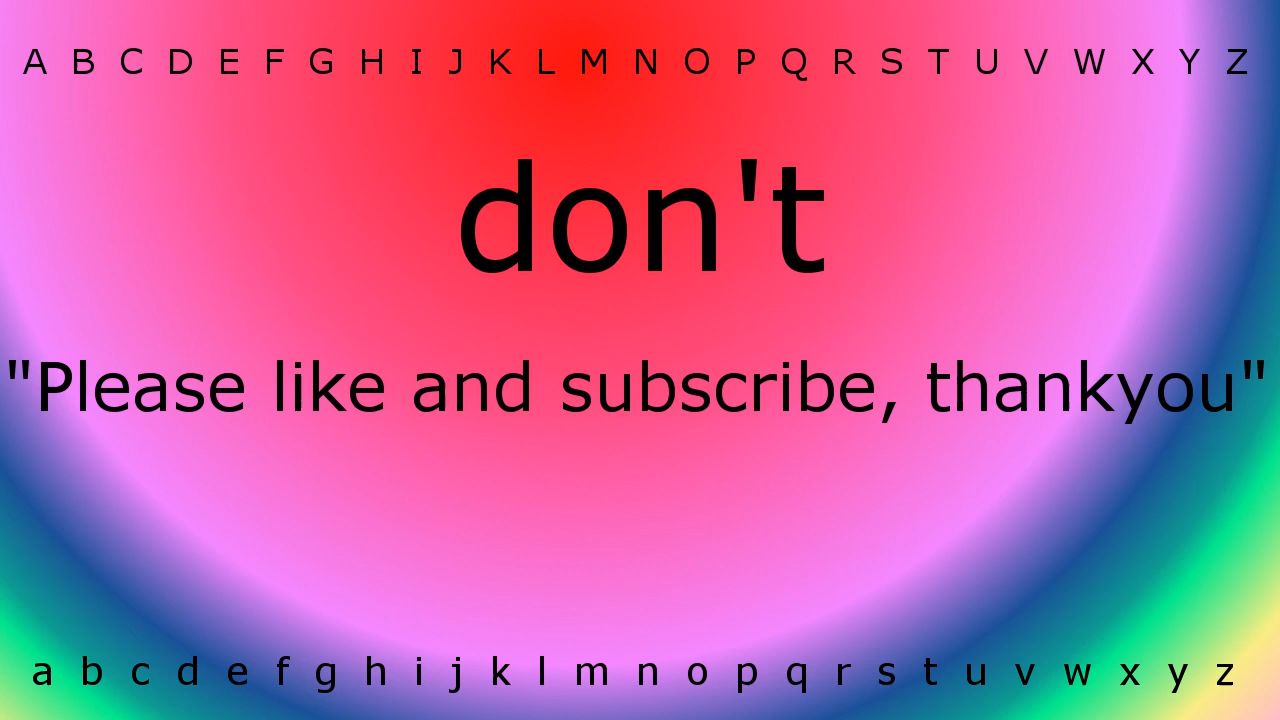 A B C D E F G H I J K L M N O P Q R S T U V W X Y Z
don't
"Please like and subscribe, thankyou"
a b c d e f g h i j k l m n o p q r s t u v w x y z